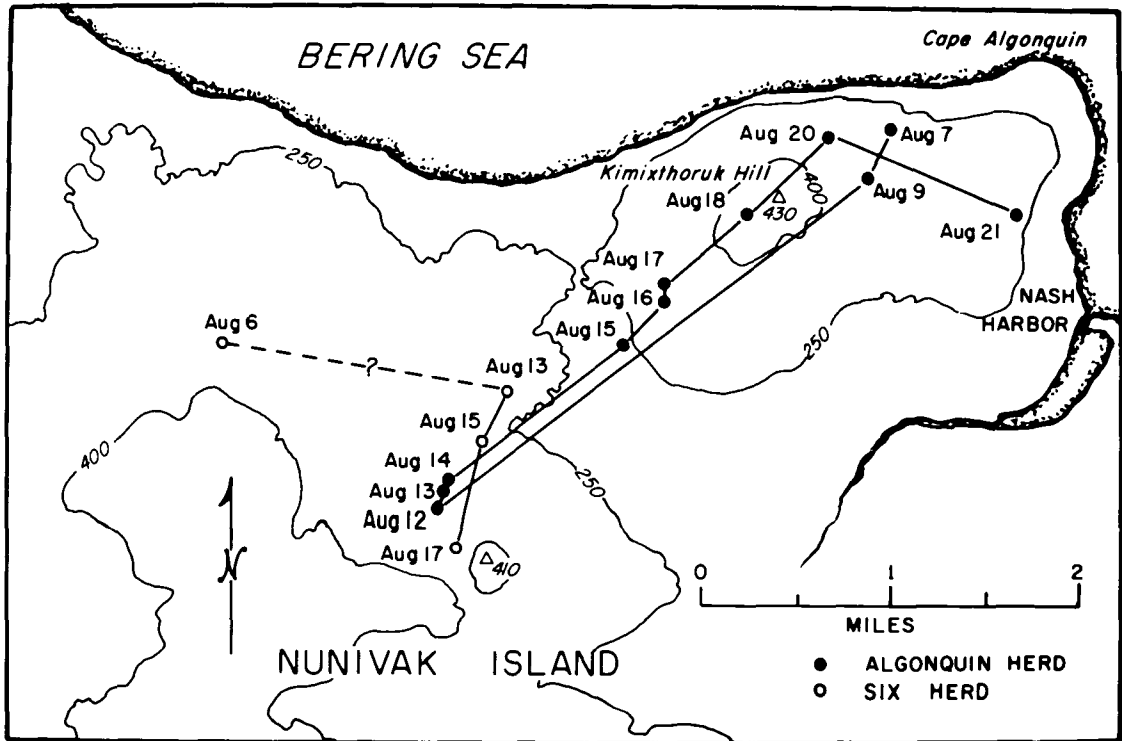 BERING SEA
Cape Algonquin
Aug 20
Aug 7
250
Kimixthoruk Hill
400
Aug 9
Aug 18
430
Aug 21
Aug 17
Aug 16
NASH
HARBOR
Aug 6
Aug 15
250
?
Aug 13
Aug 15
400
Aug 14
250
Aug 13
Aug 12
Aug 17
410
N
0 1 2
MILES
NUNIVAK ISLAND
ALGONQUIN HERD
SIX HERD